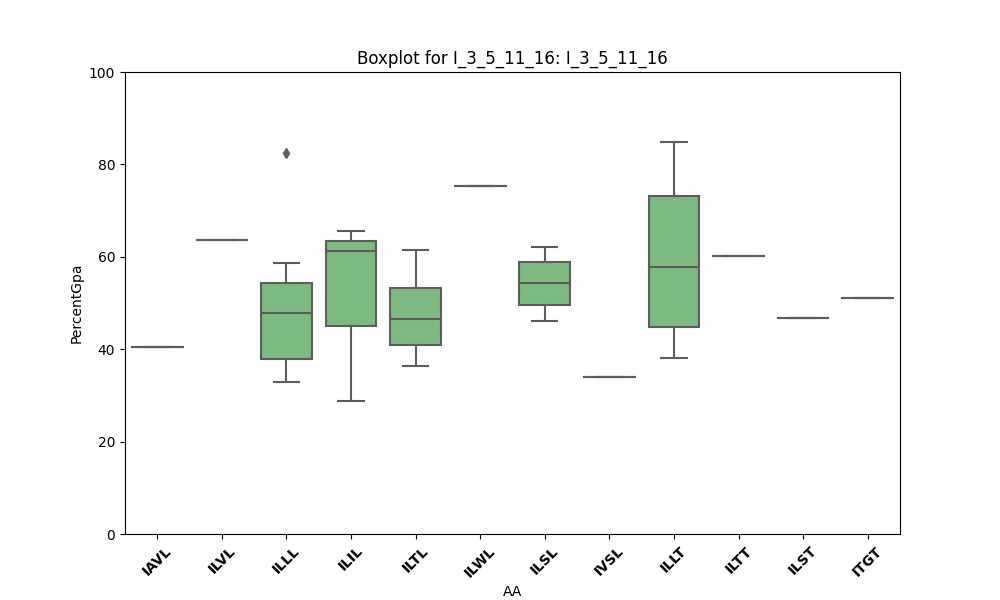 Boxplot for I_3_5_11_16: I_3_5_11_16
100
80
60
40
20
0
PercentGpa
IAVL
ILVL
ILLL
ILIL
ILTL
ILWL
ILSL
IVSL
ILLT
ILTT
ILST
ITGT
AA